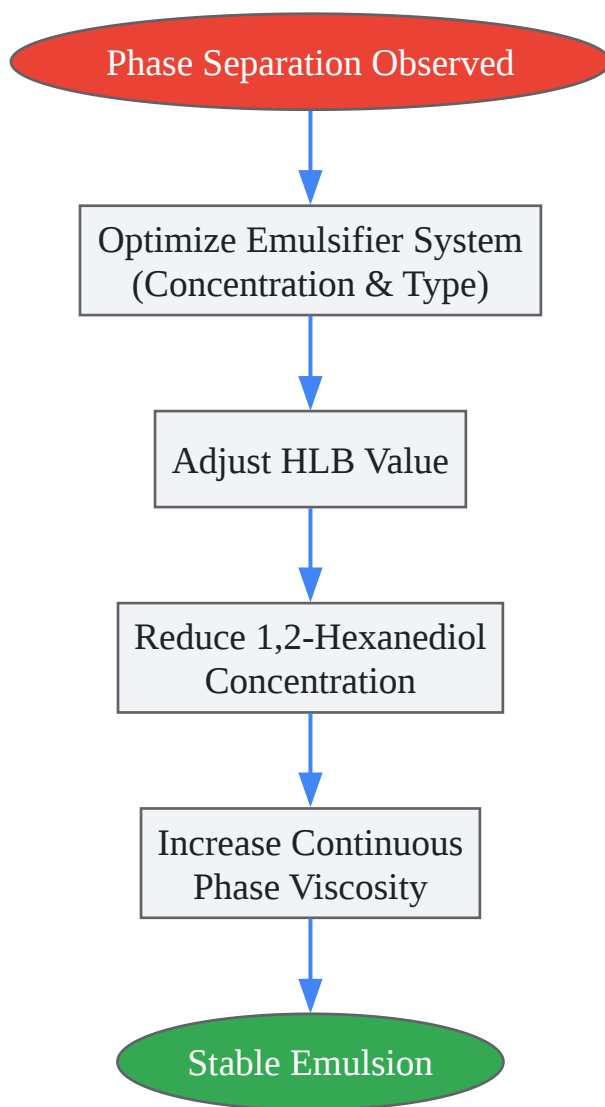 Phase Separation Observed
Optimize Emulsifier System
(Concentration & Type)
Adjust HLB Value
Reduce 1,2-Hexanediol
Concentration
Increase Continuous
Phase Viscosity
Stable Emulsion